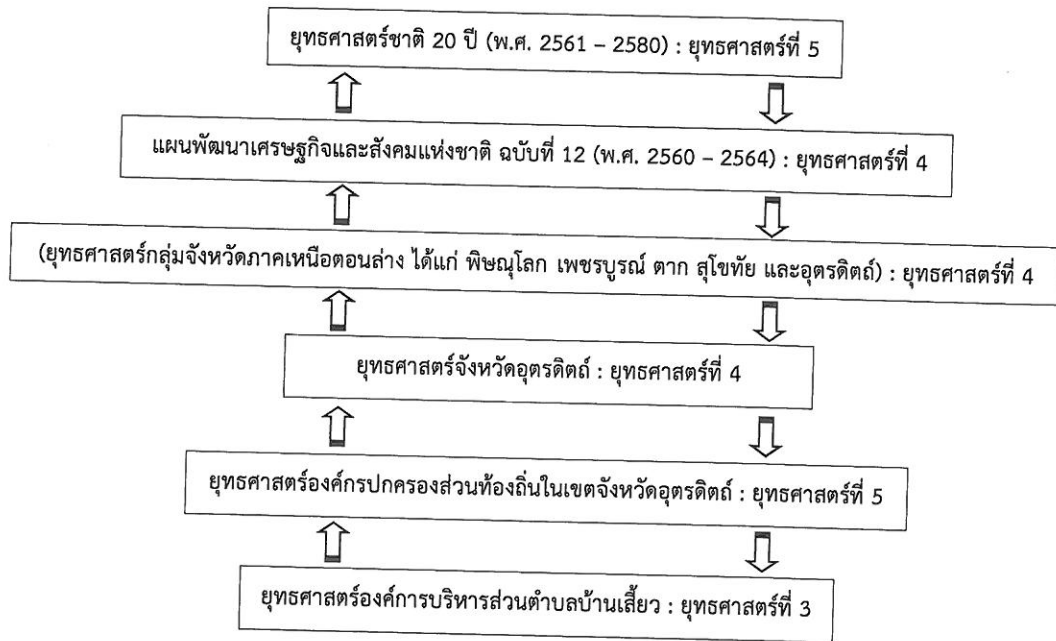 ยุทธศาสตร์ชาติ 20 ปี (พ.ศ. 2561 – 2580) : ยุทธศาสตร์ที่ 5
แผนพัฒนาเศรษฐกิจและสังคมแห่งชาติ ฉบับที่ 12 (พ.ศ. 2560 – 2564) : ยุทธศาสตร์ที่ 4
(ยุทธศาสตร์กลุ่มจังหวัดภาคเหนือตอนล่าง ได้แก่ พิษณุโลก เพชรบูรณ์ ตาก สุโขทัย และอุตรดิตถ์) : ยุทธศาสตร์ที่ 4
ยุทธศาสตร์จังหวัดอุตรดิตถ์ : ยุทธศาสตร์ที่ 4
ยุทธศาสตร์องค์กรปกครองส่วนท้องถิ่นในเขตจังหวัดอุตรดิตถ์ : ยุทธศาสตร์ที่ 5
ยุทธศาสตร์องค์การบริหารส่วนตำบลบ้านเสี้ยว : ยุทธศาสตร์ที่ 3